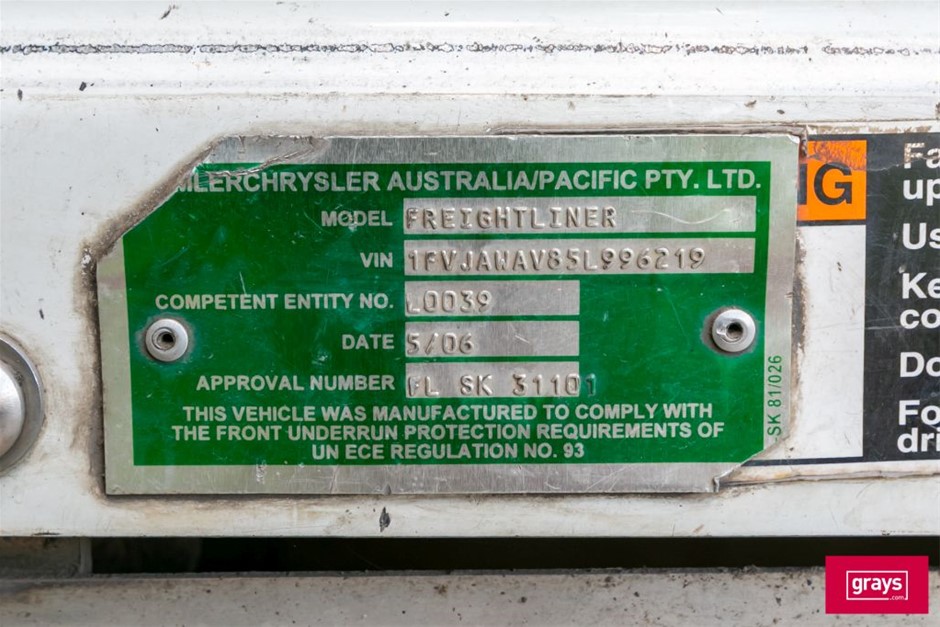 MLERCHRYSLER AUSTRALIA/PACIFIC PTY. LTD.
MODEL FREIGHTLINER
VIN 1FVJAWAV85L996219
COMPETENT ENTITY NO. L0039
DATE 5/06
APPROVAL NUMBER FL SK 31101
THIS VEHICLE WAS MANUFACTURED TO COMPLY WITH
THE FRONT UNDERRUN PROTECTION REQUIREMENTS OF
UN ECE REGULATION NO. 93
SK 81/026
G
Fa
up
Us
Ke
co
Do
Fo
dri
grays
.com